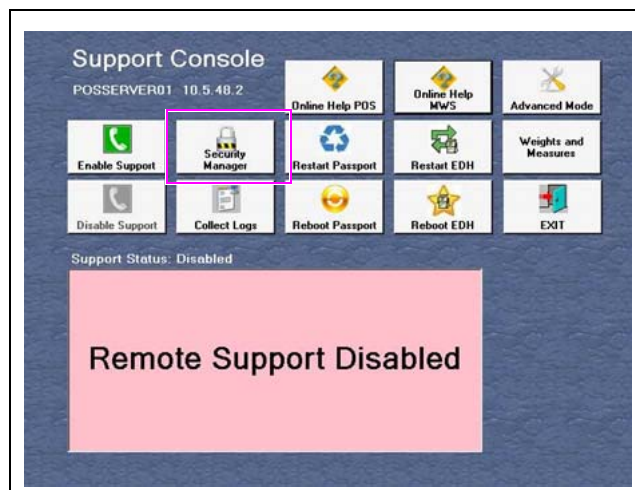 Support Console
POSSERVER01 10.5.48.2
Online Help POS
Online Help
MWS
Advanced Mode
Enable Support
Security
Manager
Restart Passport
Restart EDH
Weights and
Measures
Disable Support
Collect Logs
Reboot Passport
Reboot EDH
EXIT
Support Status: Disabled
Remote Support Disabled